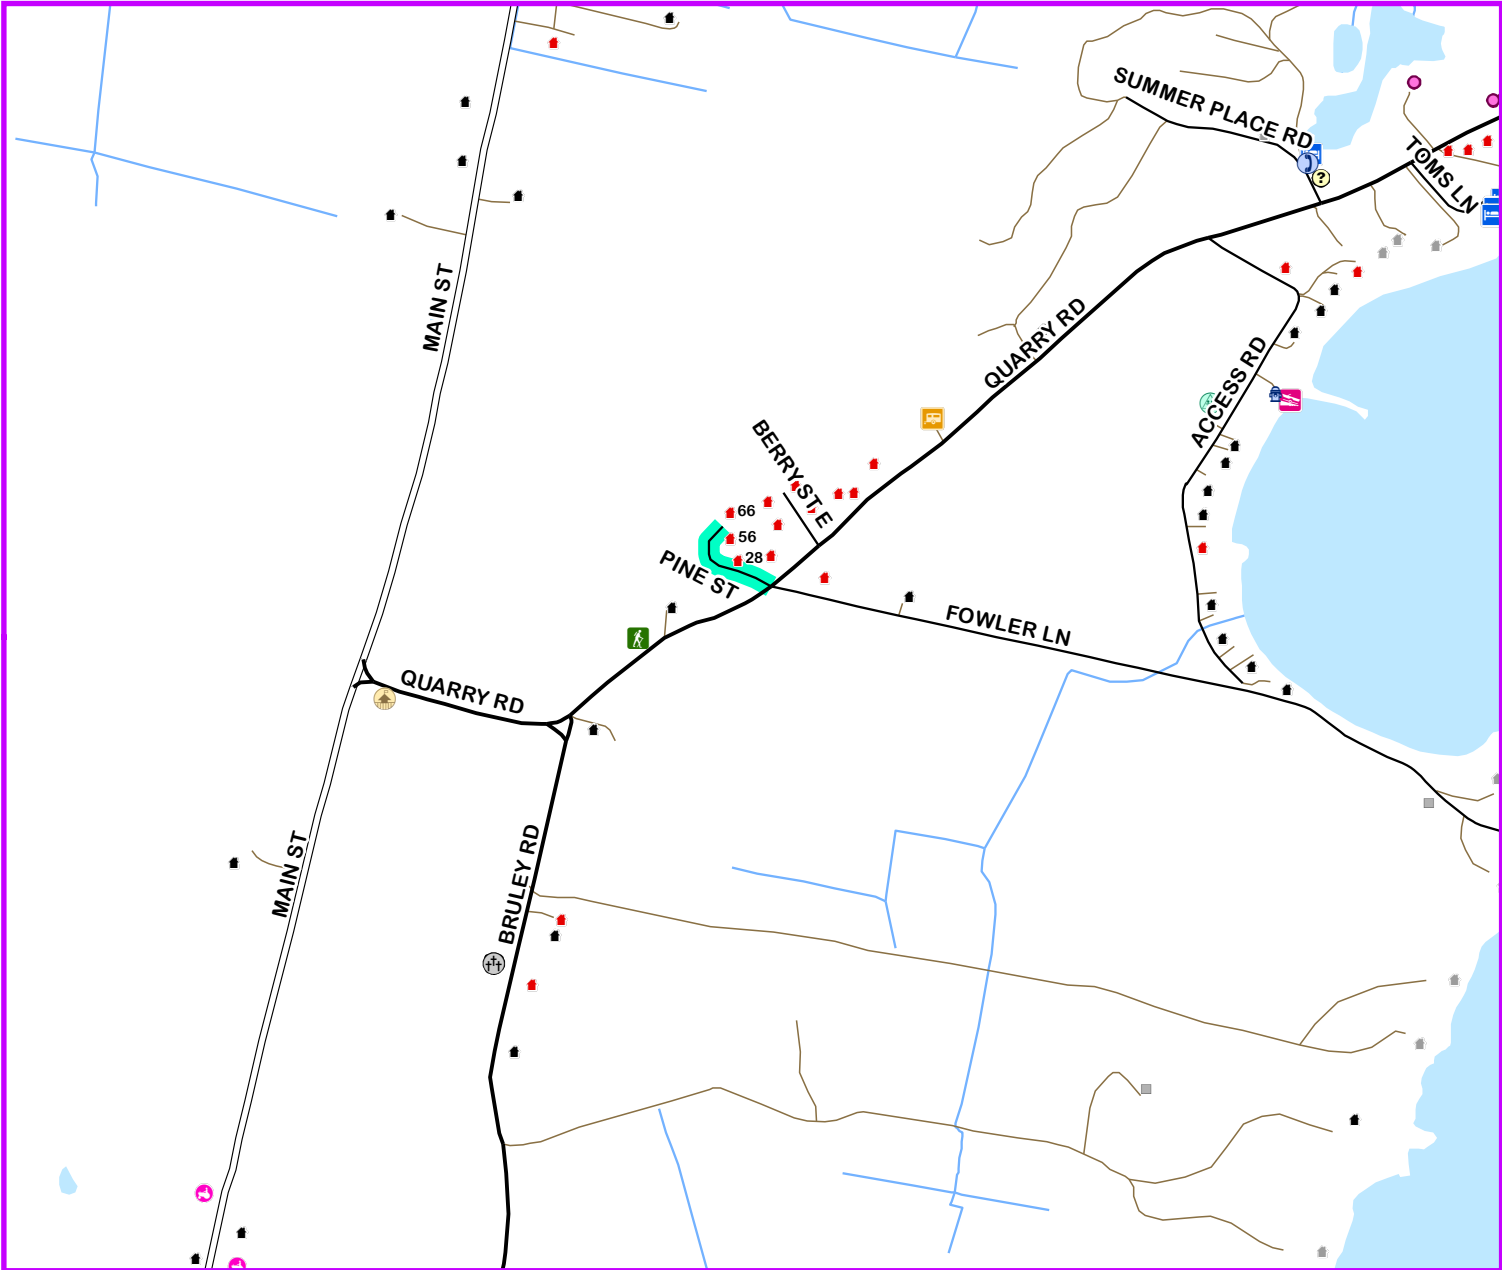 SUMMER PLACE RD
TOMS LN
?
MAIN ST
QUARRY RD
ACCESS RD
BERRY ST E
66
56
28
PINE ST
FOWLER LN
QUARRY RD
MAIN ST
BRULEY RD